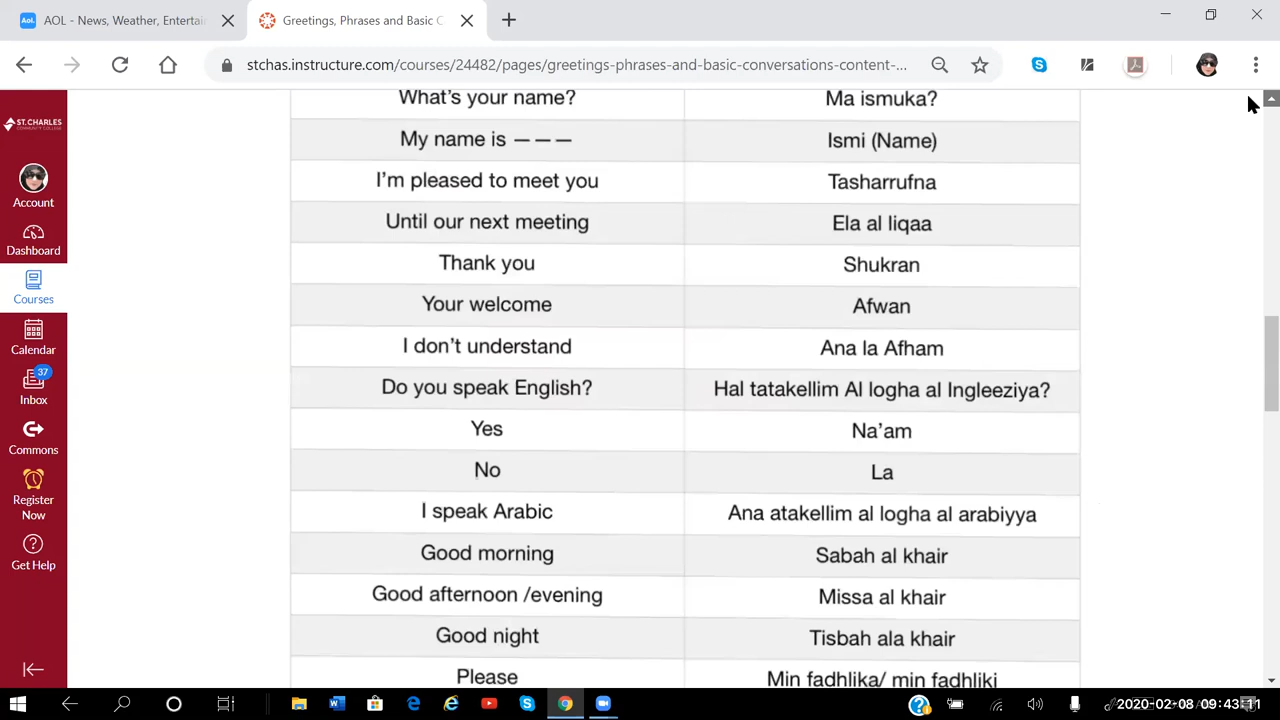 AOL - News, Weather, Entertain
Greetings, Phrases and Basic C
stchas.instructure.com/courses/24482/pages/greetings-phrases-and-basic-conversations-content-...
ST. CHARLES
COMMUNITY COLLEGE
Account
Dashboard
Courses
Calendar
37
Inbox
Commons
Register
Now
Get Help
What's your name? Ma ismuka?
My name is — — — Ismi (Name)
I'm pleased to meet you Tasharrufna
Until our next meeting Ela al liqaa
Thank you Shukran
Your welcome Afwan
I don't understand Ana la Afham
Do you speak English? Hal tatakellim Al logha al Ingleeziya?
Yes Na'am
No La
I speak Arabic Ana atakellim al logha al arabiyya
Good morning Sabah al khair
Good afternoon /evening Missa al khair
Good night Tisbah ala khair
Please Min fadhlika/ min fadhliki
2020-02-08 09:43:11